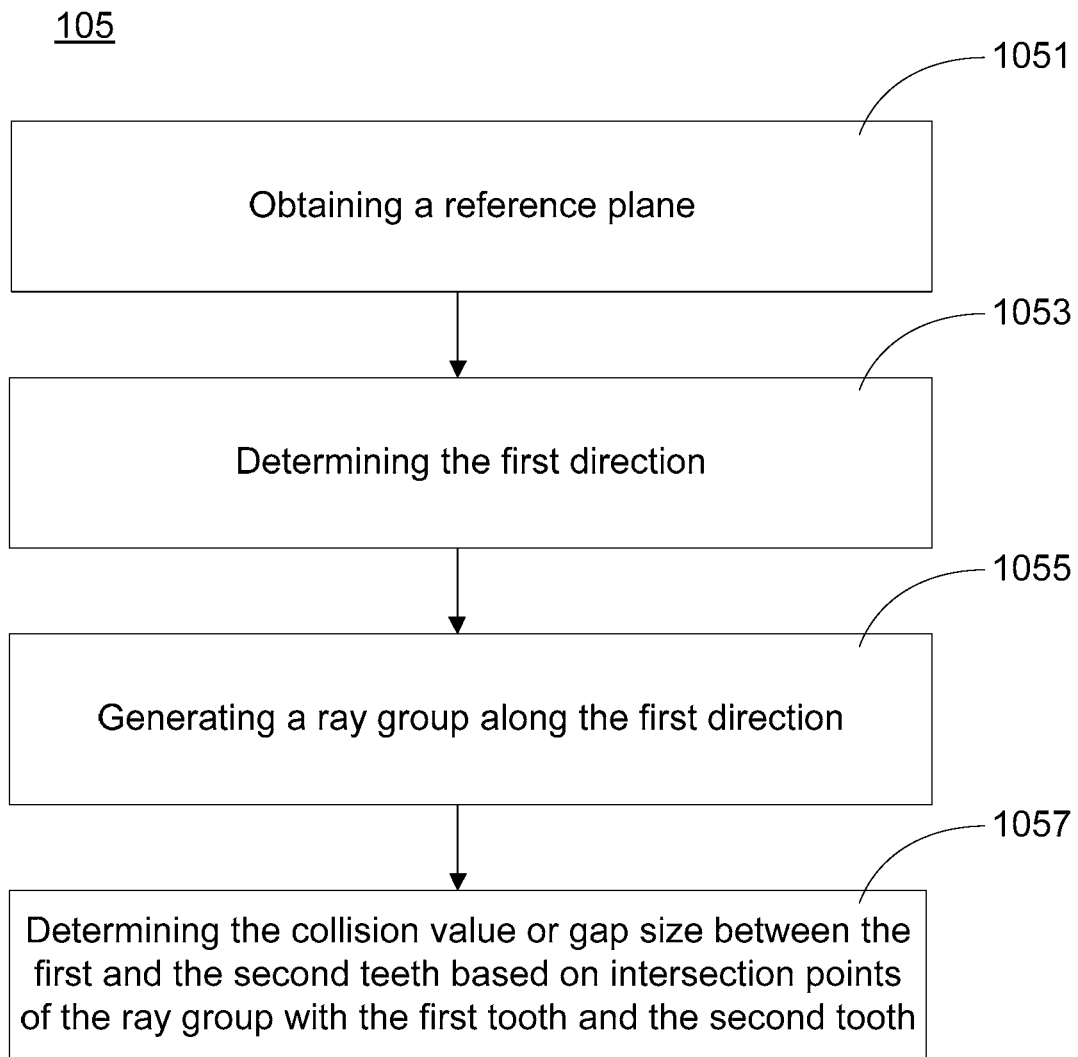 105
1051
Obtaining a reference plane
1053
Determining the first direction
1055
Generating a ray group along the first direction
1057
Determining the collision value or gap size between the
first and the second teeth based on intersection points
of the ray group with the first tooth and the second tooth